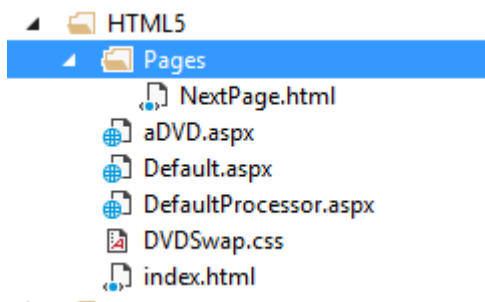 HTML5
Pages
NextPage.html
aDVD.aspx
Default.aspx
DefaultProcessor.aspx
DVDSwap.css
index.html